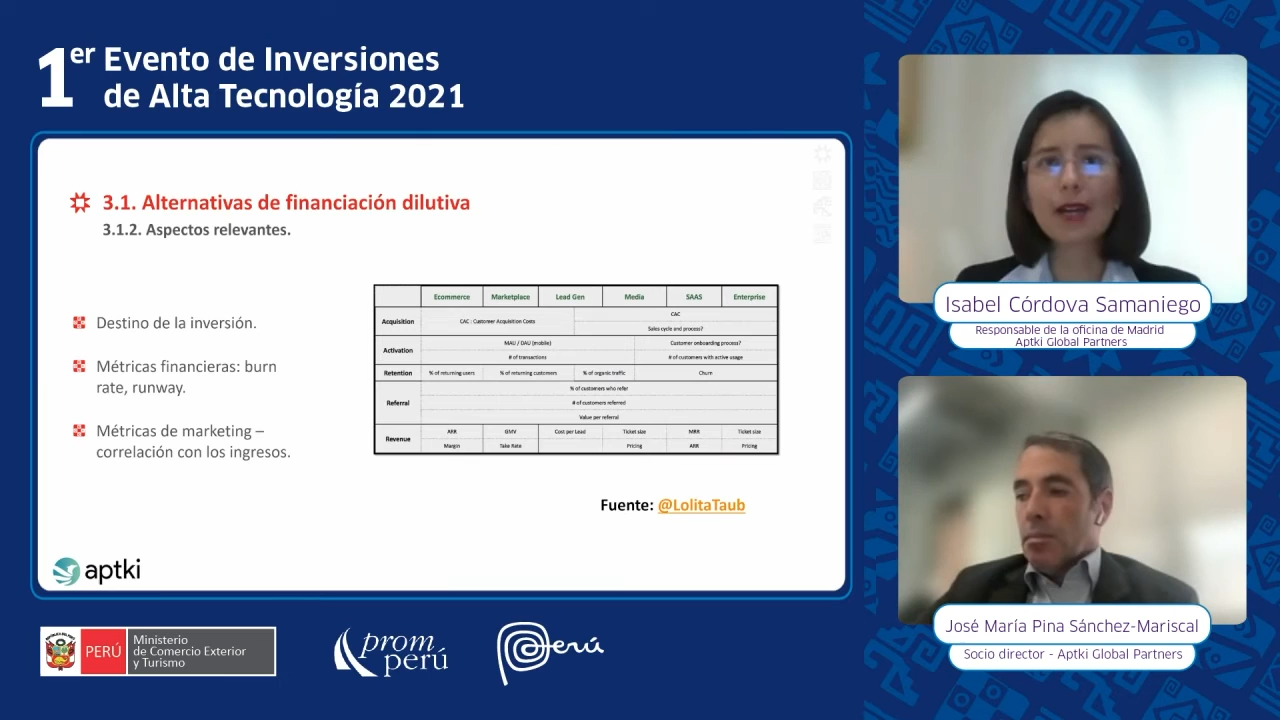 1er Evento de Inversiones
de Alta Tecnología 2021
3.1. Alternativas de financiación dilutiva
3.1.2. Aspectos relevantes.
Destino de la inversión.
Métricas financieras: burn
rate, runway.
Métricas de marketing –
correlación con los ingresos.
Ecommerce Marketplace Lead Gen Media SAAS Enterprise
Acquisition
CAC : Customer Acquisition Costs
CAC
Sales cycle and process?
Activation
MAU / DAU (mobile)
Customer onboarding process?
# of transactions
# of customers with active usage
Retention
% of returning users
% of returning customers
% of organic traffic
Churn
Referral
% of customers who refer
# of customers referred
Value per referral
Revenue
ARR GMV Cost per Lead Ticket size MRR Ticket size
Margin Take Rate Pricing ARR Pricing
Fuente: @LolitaTaub
aptki
PERÚ
Ministerio
de Comercio Exterior
y Turismo
prom
perú
Perú
Isabel Córdova Samaniego
Responsable de la oficina de Madrid
Aptki Global Partners
José María Pina Sánchez-Mariscal
Socio director - Aptki Global Partners